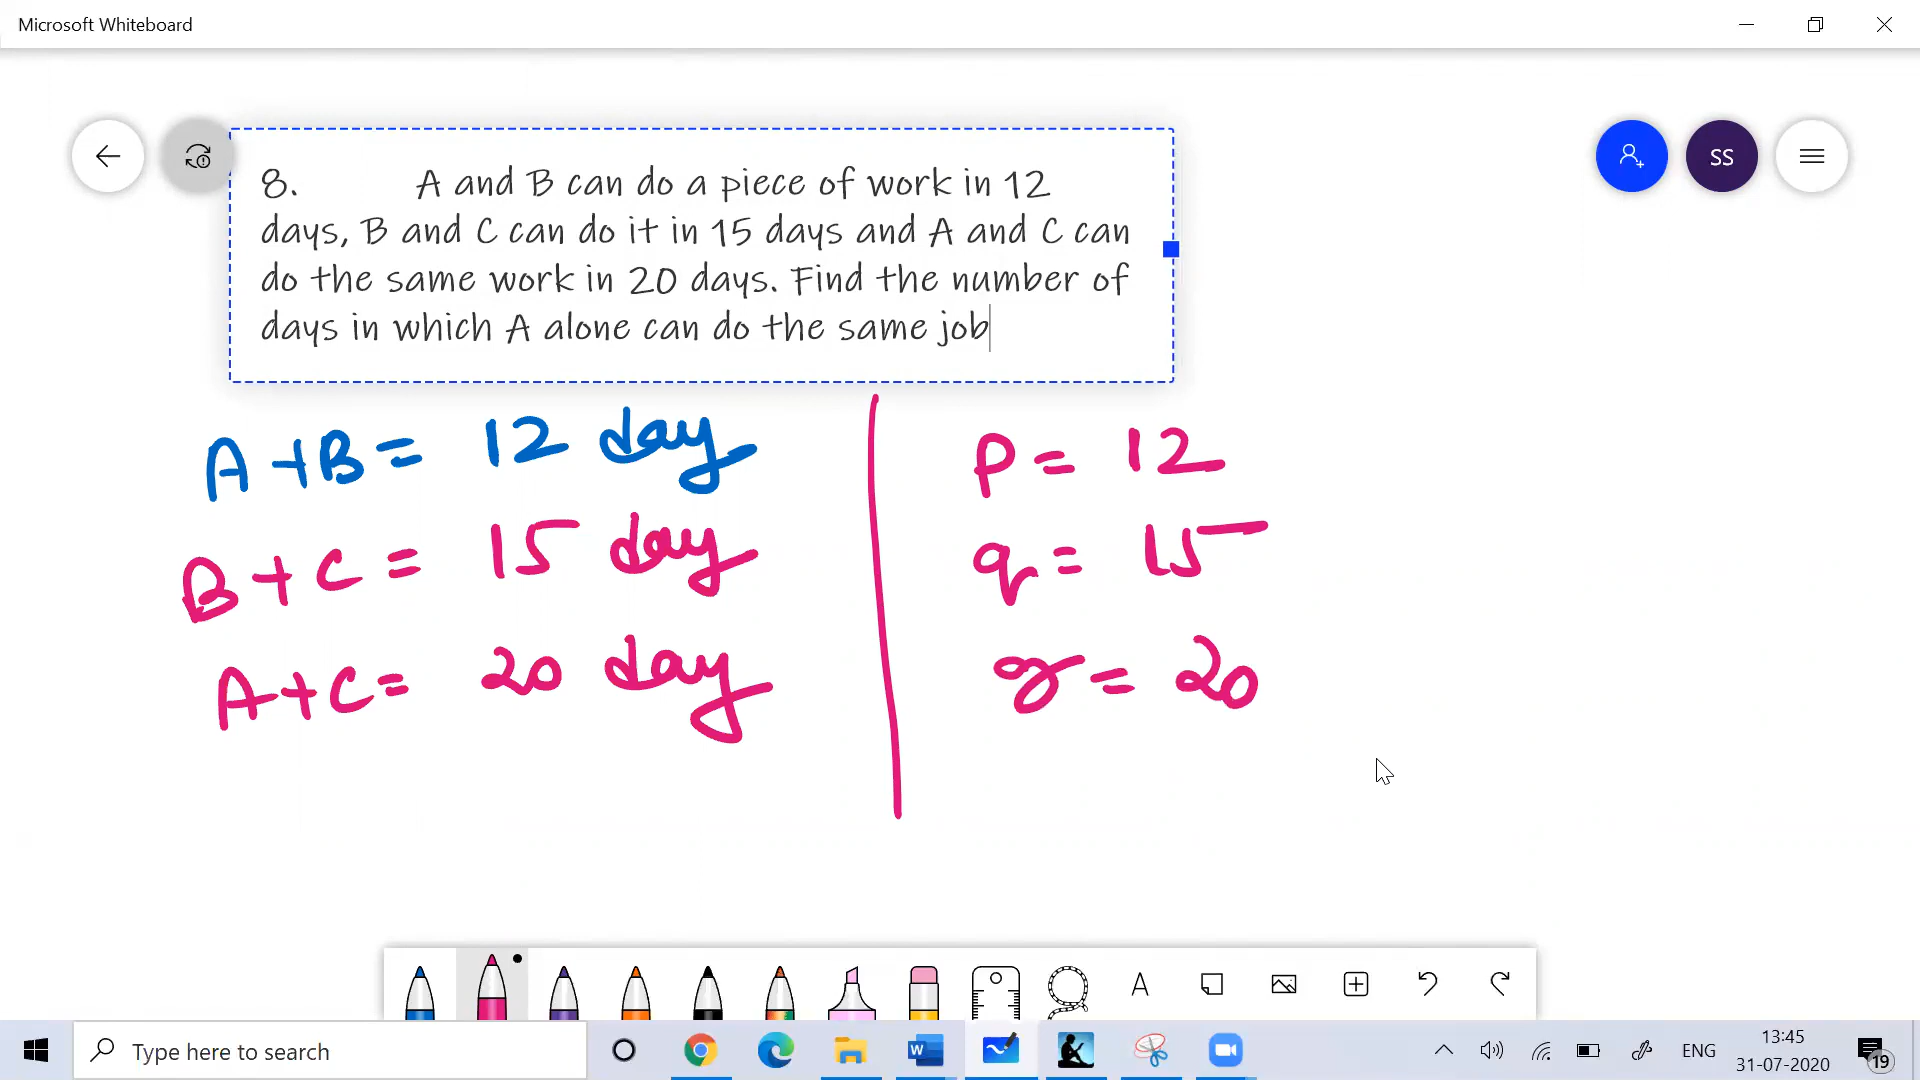 Microsoft Whiteboard
SS
8. A and B can do a piece of work in 12
days, B and C can do it in 15 days and A and C can
do the same work in 20 days. Find the number of
days in which A alone can do the same job
A+B= 12 day
B+C= 15 day
A+C= 20 day
P= 12
q= 15
r= 20
A
Type here to search
W
ENG
13:45
31-07-2020
19